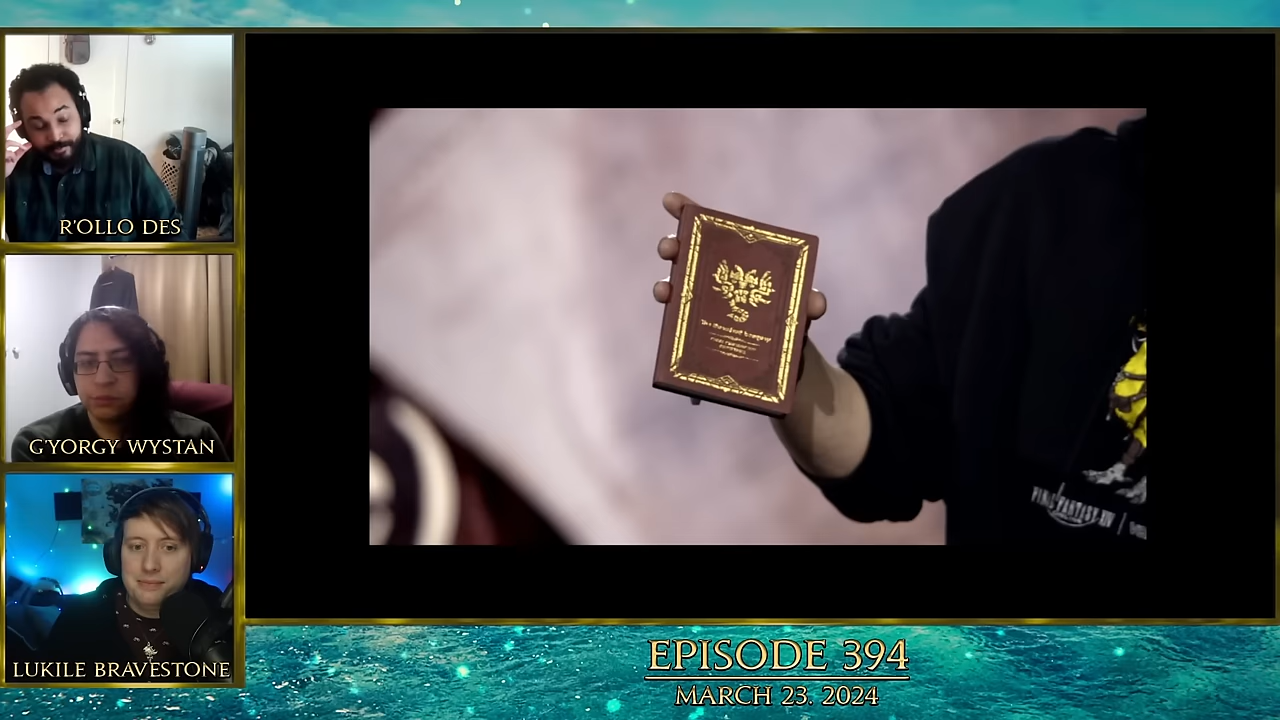 R'OLLO DES
G'YORGY WYSTAN
LUKILE BRAVESTONE
FINAL FANTASY XIV
EPISODE 394
MARCH 23. 2024